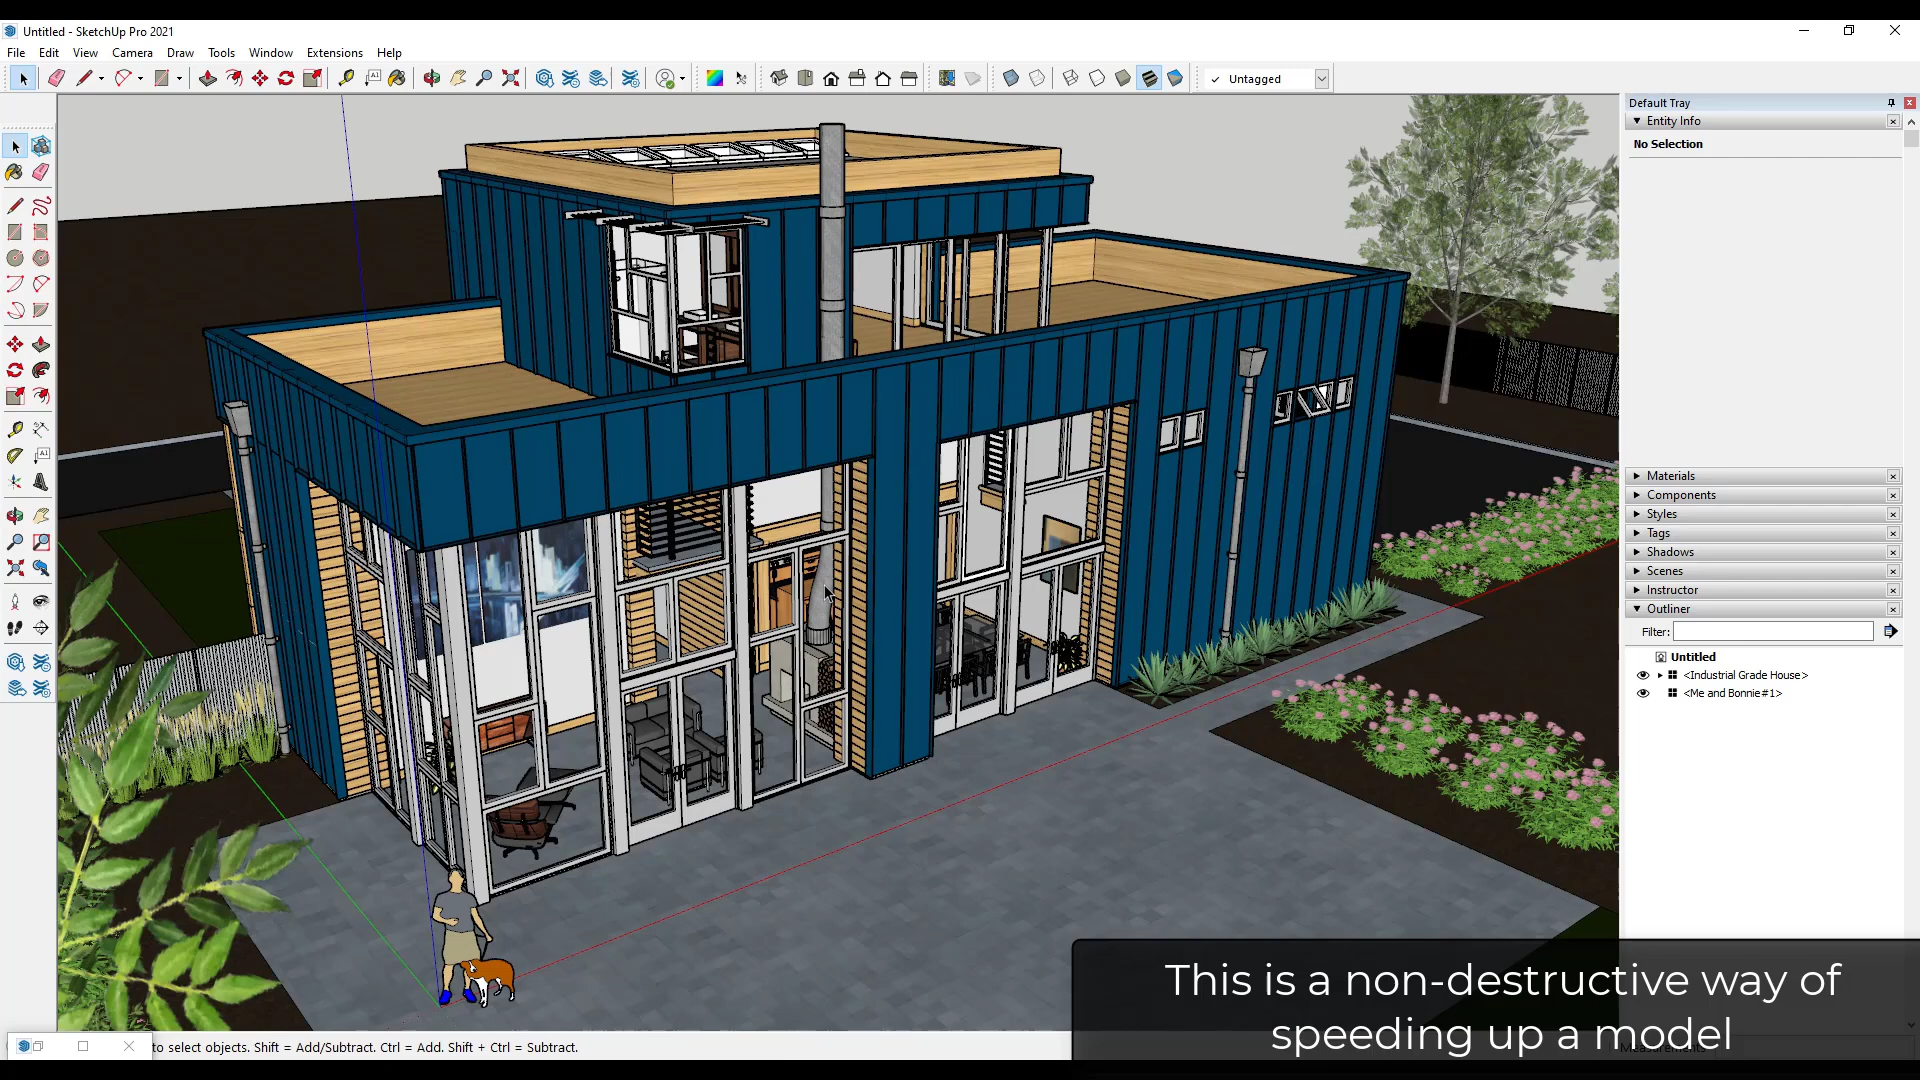 Untitled - SketchUp Pro 2021
File Edit View Camera Draw Tools Window Extensions Help
A1
✓ Untagged
Default Tray
Entity Info
No Selection
A1
Materials
Components
Styles
Tags
Shadows
Scenes
Instructor
Outliner
Filter:
Untitled
<Industrial Grade House>
<Me and Bonnie#1>
This is a non-destructive way of
speeding up a model
to select objects. Shift = Add/Subtract. Ctrl = Add. Shift + Ctrl = Subtract.
Measurements